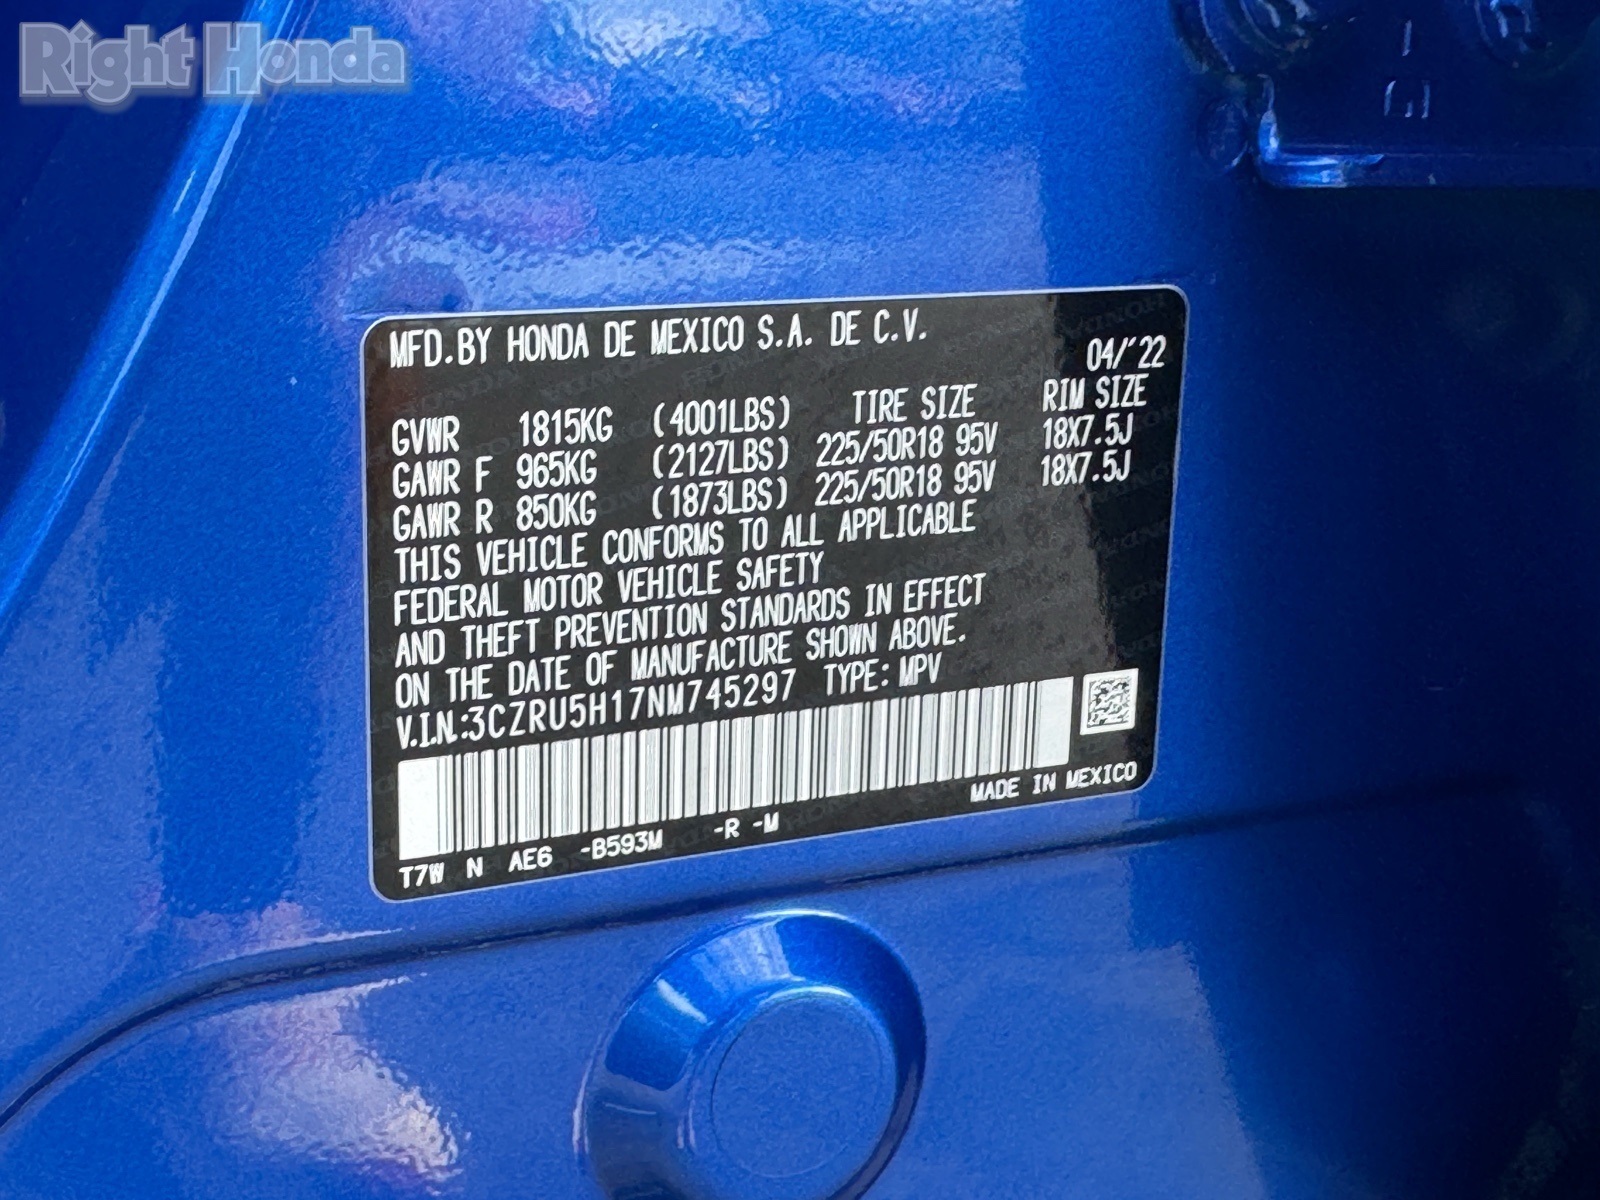 Right Honda
MFD.BY HONDA DE MEXICO S.A. DE C.V.
04/'22
GVWR 1815KG (4001LBS) TIRE SIZE RIM SIZE
GAWR F 965KG (2127LBS) 225/50R18 95V 18X7.5J
GAWR R 850KG (1873LBS) 225/50R18 95V 18X7.5J
THIS VEHICLE CONFORMS TO ALL APPLICABLE
FEDERAL MOTOR VEHICLE SAFETY
AND THEFT PREVENTION STANDARDS IN EFFECT
ON THE DATE OF MANUFACTURE SHOWN ABOVE.
V.I.N.:3CZRU5H17NM745297 TYPE: MPV
MADE IN MEXICO
T7W N AE6 -B593M -R -M